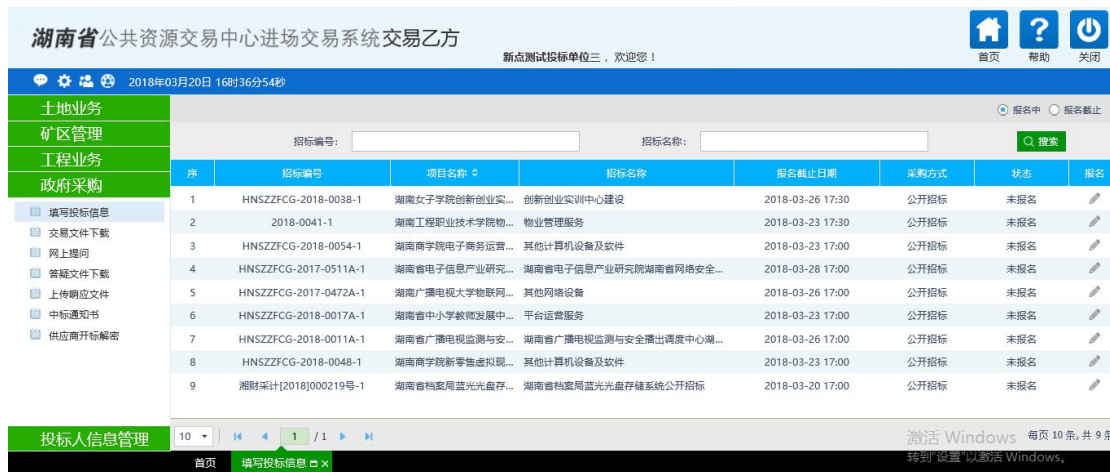 湖南省公共资源交易中心进场交易系统交易乙方
新点测试投标单位三，欢迎您！
首页 帮助 关闭
2018年03月20日 16时36分54秒
土地业务
矿区管理
工程业务
政府采购
填写投标信息
交易文件下载
网上提问
答疑文件下载
上传响应文件
中标通知书
供应商开标解密
投标人信息管理
报名中 报名截止
招标编号： 招标名称： 搜索
序 招标编号 项目名称 招标名称 报名截止日期 采购方式 状态 报名
1 HNSZZFCG-2018-0038-1 湖南女子学院创新创业实... 创新创业实训中心建设 2018-03-26 17:30 公开招标 未报名
2 2018-0041-1 湖南工程职业技术学院物... 物业管理服务 2018-03-23 17:30 公开招标 未报名
3 HNSZZFCG-2018-0054-1 湖南商学院电子商务运营... 其他计算机设备及软件 2018-03-23 17:00 公开招标 未报名
4 HNSZZFCG-2017-0511A-1 湖南省电子信息产业研究... 湖南省电子信息产业研究院湖南省网络安全... 2018-03-28 17:00 公开招标 未报名
5 HNSZZFCG-2017-0472A-1 湖南广播电视大学物联网... 其他网络设备 2018-03-26 17:00 公开招标 未报名
6 HNSZZFCG-2018-0017A-1 湖南省中小学教师发展中... 平台运营服务 2018-03-23 17:00 公开招标 未报名
7 HNSZZFCG-2018-0011A-1 湖南省广播电视监测与安... 湖南省广播电视监测与安全播出调度中心湖... 2018-03-26 17:00 公开招标 未报名
8 HNSZZFCG-2018-0048-1 湖南商学院新零售虚拟现... 其他计算机设备及软件 2018-03-23 17:00 公开招标 未报名
9 湘财采计[2018]000219号-1 湖南省档案局蓝光光盘存... 湖南省档案局蓝光光盘存储系统公开招标 2018-03-20 17:00 公开招标 未报名
10 1 / 1 每页 10 条, 共 9 条
激活 Windows
转到"设置"以激活 Windows。
首页 填写投标信息